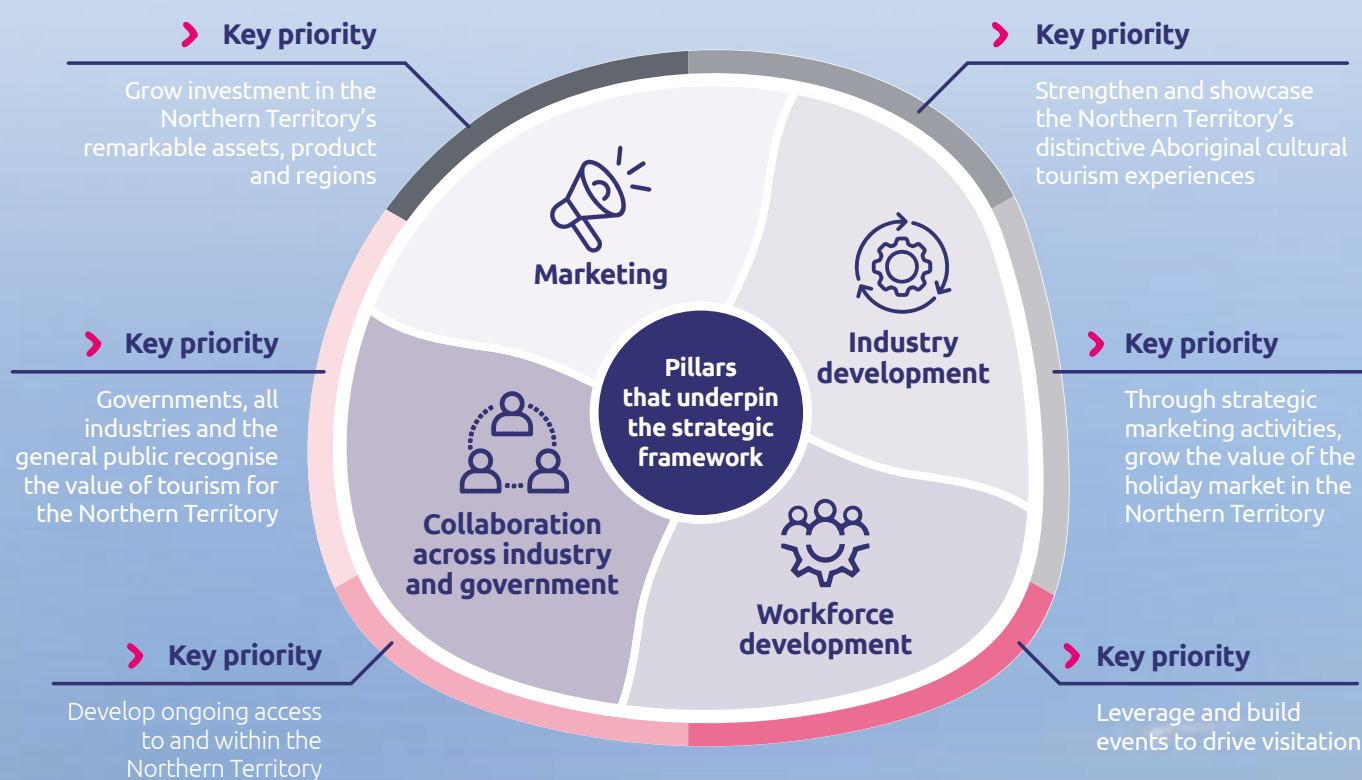 Key priority
Grow investment in the
Northern Territory's
remarkable assets, product
and regions
Key priority
Strengthen and showcase
the Northern Territory's
distinctive Aboriginal cultural
tourism experiences
Marketing
Industry
development
Pillars
that underpin
the strategic
framework
Key priority
Governments, all
industries and the
general public recognise
the value of tourism for
the Northern Territory
Key priority
Through strategic
marketing activities,
grow the value of the
holiday market in the
Northern Territory
Collaboration
across industry
and government
Workforce
development
Key priority
Develop ongoing access
to and within the
Northern Territory
Key priority
Leverage and build
events to drive visitation